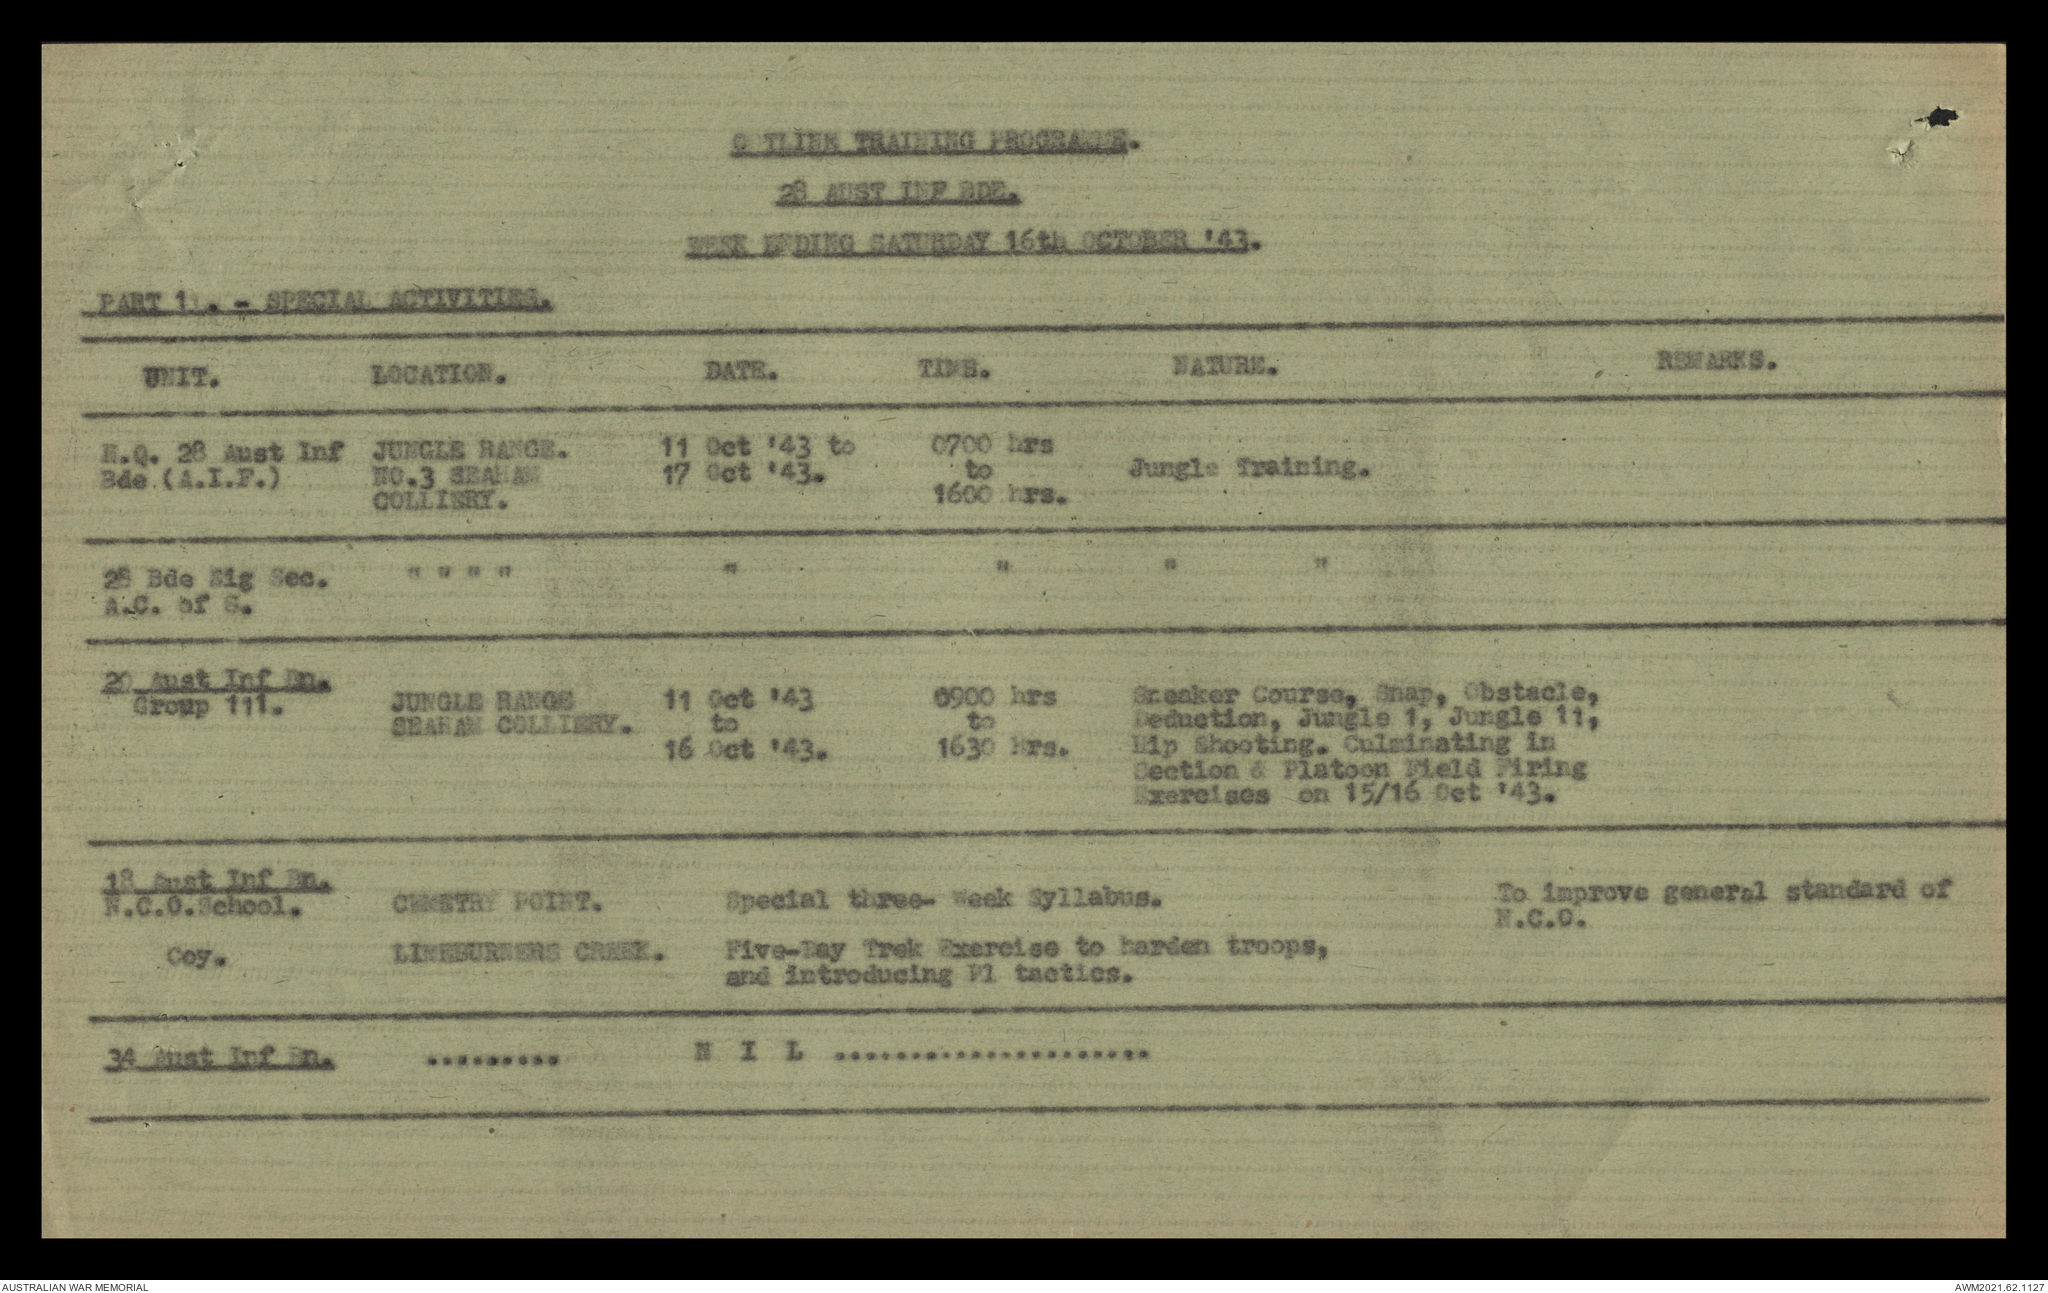 OUTLINE TRAINING PROGRAMME.
28 AUST INF BDE.
WEEK ENDING SATURDAY 16th OCTOBER '43.
PART 11. - SPECIAL ACTIVITIES.
UNIT. LOCATION. DATE. TIME. NATURE. REMARKS.
H.Q. 28 Aust Inf JUNGLE RANGE. 11 Oct '43 to 0700 hrs
Bde.(A.I.F.) NO.3 SEAHAM 17 Oct '43. to Jungle Training.
COLLIERY. 1600 hrs.
28 Bde Sig Sec. " " " " " " " "
A.C. of S.
20 Aust Inf Bn.
Group 111. JUNGLE RANGE 11 Oct '43 0900 hrs Sneaker Course, Snap, Obstacle,
SEAHAM COLLIERY. to to Deduction, Jungle 1, Jungle 11,
16 Oct '43. 1630 Hrs. Hip Shooting. Culminating in
Section & Platoon Field Firing
Exercises on 15/16 Oct '43.
18 Aust Inf Bn.
N.C.O.School. CEMETRY POINT. Special three- Week Syllabus. To improve general standard of
N.C.O.
Coy. LIMEBURNERS CREEK. Five-Day Trek Exercise to harden troops,
and introducing Pl tactics.
34 Aust Inf Bn. ......... N I L .....................
AUSTRALIAN WAR MEMORIAL AWM2021.62.1127